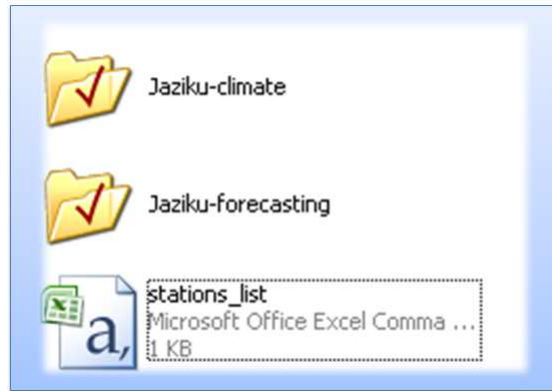 Jaziku-climate
Jaziku-forecasting
stations_list
Microsoft Office Excel Comma ...
1 KB
a,